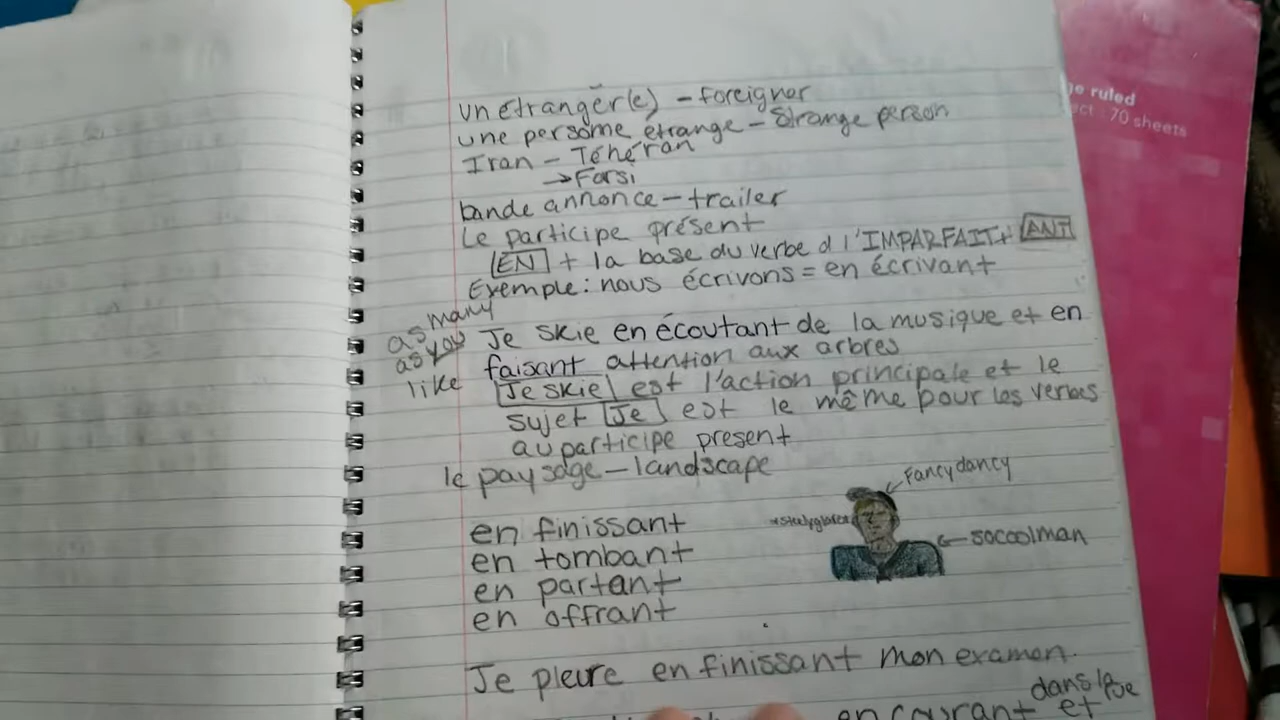 un étranger(e) - foreigner
une personne étrange - Strange person
Iran - Téhéran
→ Farsi
bande annonce - trailer
Le participe présent
EN + la base du verbe à l'IMPARFAIT + ANT
Exemple: nous écrivons = en écrivant
as many
as you
like
Je skie en écoutant de la musique et en
faisant attention aux arbres
Je skie est l'action principale et le
sujet Je est le même pour les verbes
au participe present
le paysage - landscape
Fancy dancy
socoolman
en finissant
en tombant
en partant
en offrant
Je pleure en finissant mon examen.
dans la rue
en courant et
ge ruled
ect · 70 sheets